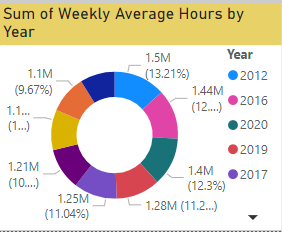 Sum of Weekly Average Hours by
Year
Year
1.5M
(13.21%)
1.44M
(12....)
1.4M
(12.3%)
1.28M (11.2...)
1.25M
(11.04%)
1.21M
(10....)
1.1...
(1...)
1.1M
(9.67%)
2012
2016
2020
2019
2017